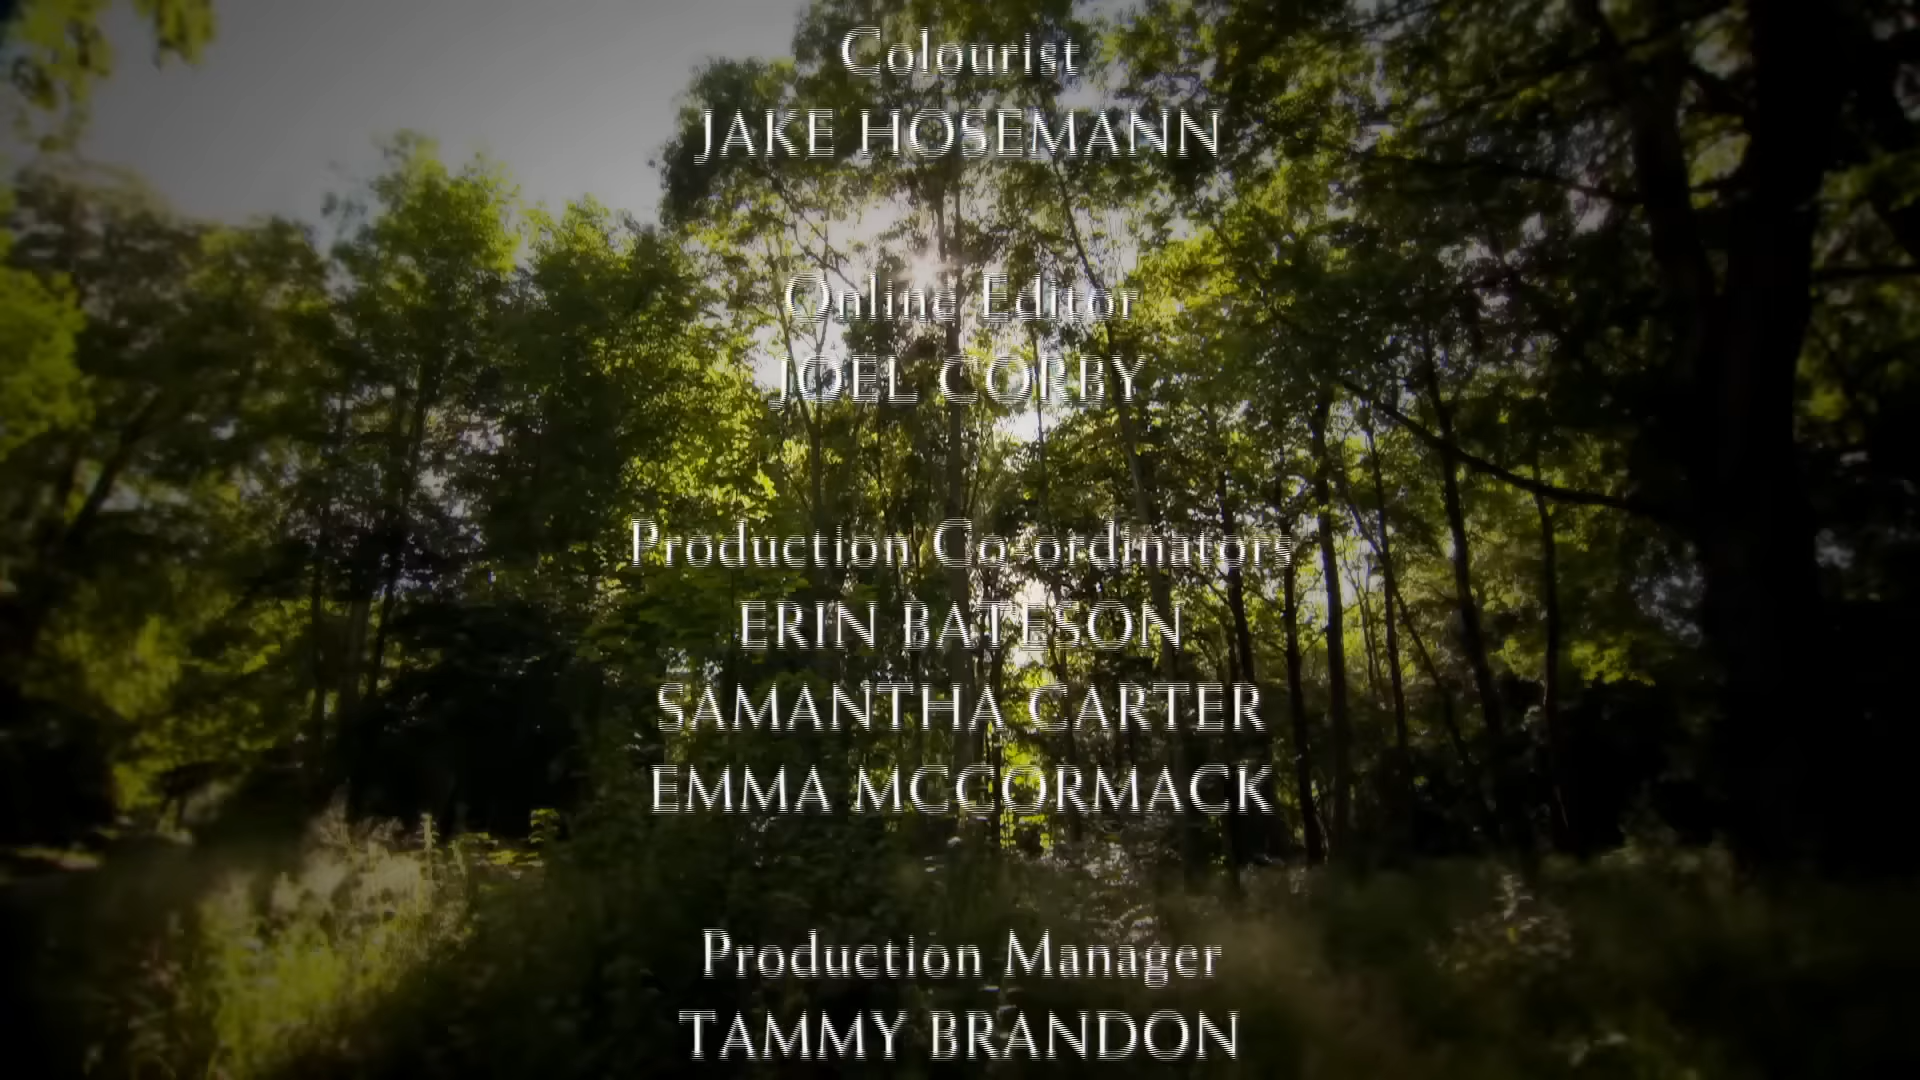 Colourist
JAKE HOSEMANN
Online Editor
JOEL CORBY
Production Co-ordinators
ERIN BATESON
SAMANTHA CARTER
EMMA MCCORMACK
Production Manager
TAMMY BRANDON